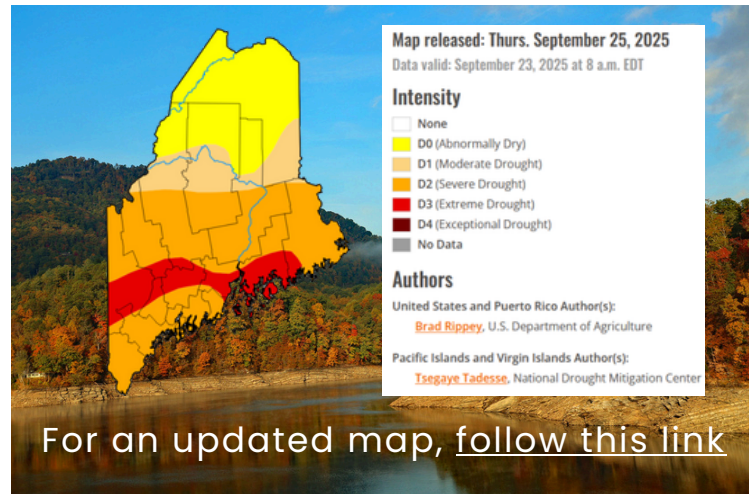 Map released: Thurs. September 25, 2025
Data valid: September 23, 2025 at 8 a.m. EDT
Intensity
None
D0 (Abnormally Dry)
D1 (Moderate Drought)
D2 (Severe Drought)
D3 (Extreme Drought)
D4 (Exceptional Drought)
No Data
Authors
United States and Puerto Rico Author(s):
Brad Rippey, U.S. Department of Agriculture
Pacific Islands and Virgin Islands Author(s):
Tsegaye Tadesse, National Drought Mitigation Center
For an updated map, follow this link